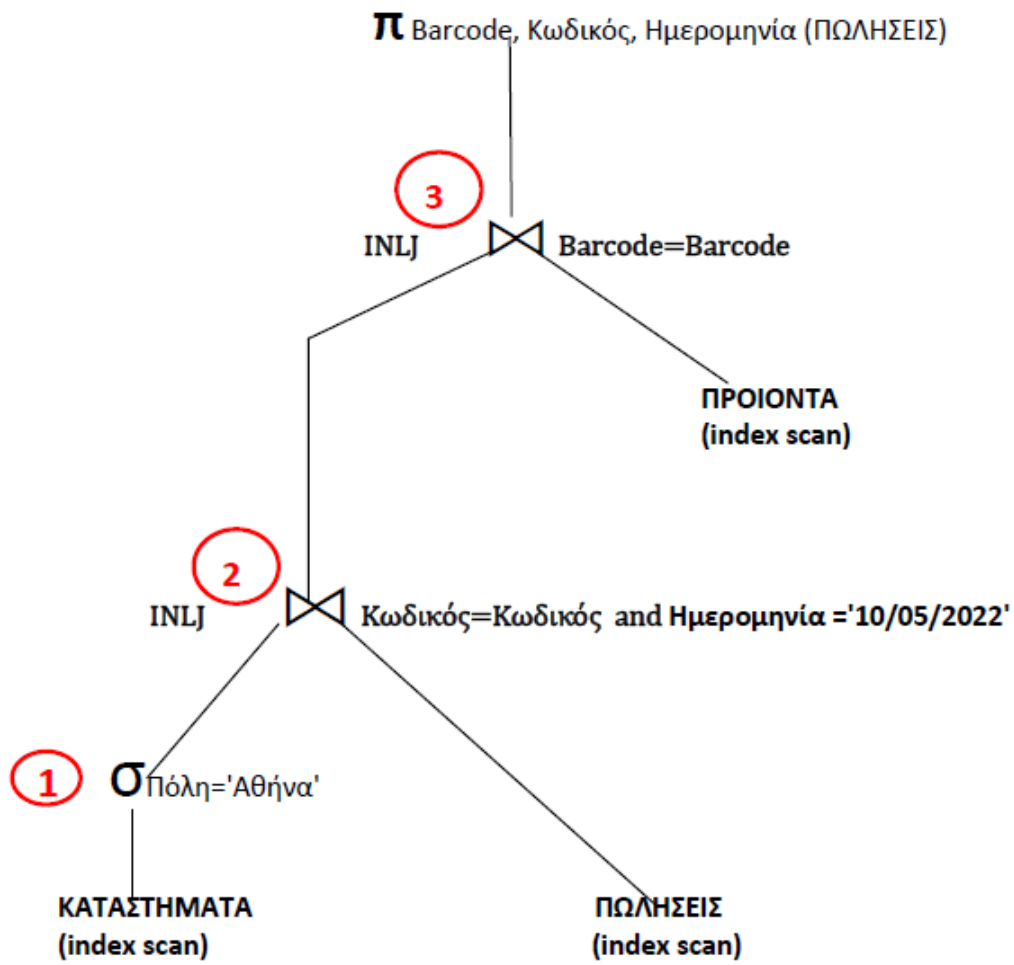 π Barcode, Κωδικός, Ημερομηνία (ΠΩΛΗΣΕΙΣ)
3
INLJ ⋈ Barcode=Barcode
ΠΡΟΙΟΝΤΑ
(index scan)
2
INLJ ⋈ Κωδικός=Κωδικός and Ημερομηνία ='10/05/2022'
1 σ Πόλη='Αθήνα'
ΚΑΤΑΣΤΗΜΑΤΑ
(index scan)
ΠΩΛΗΣΕΙΣ
(index scan)